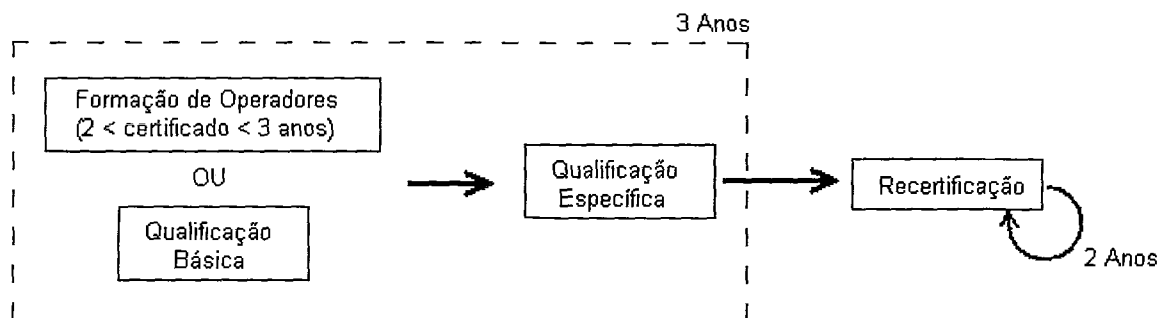 3 Anos
Formação de Operadores
(2 < certificado < 3 anos)
OU
Qualificação
Básica
Qualificação
Específica
Recertificação
2 Anos